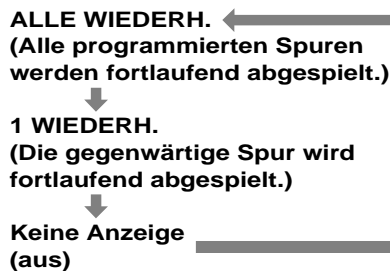 ALLE WIEDERH.
(Alle programmierten Spuren
werden fortlaufend abgespielt.)
1 WIEDERH.
(Die gegenwärtige Spur wird
fortlaufend abgespielt.)
Keine Anzeige
(aus)